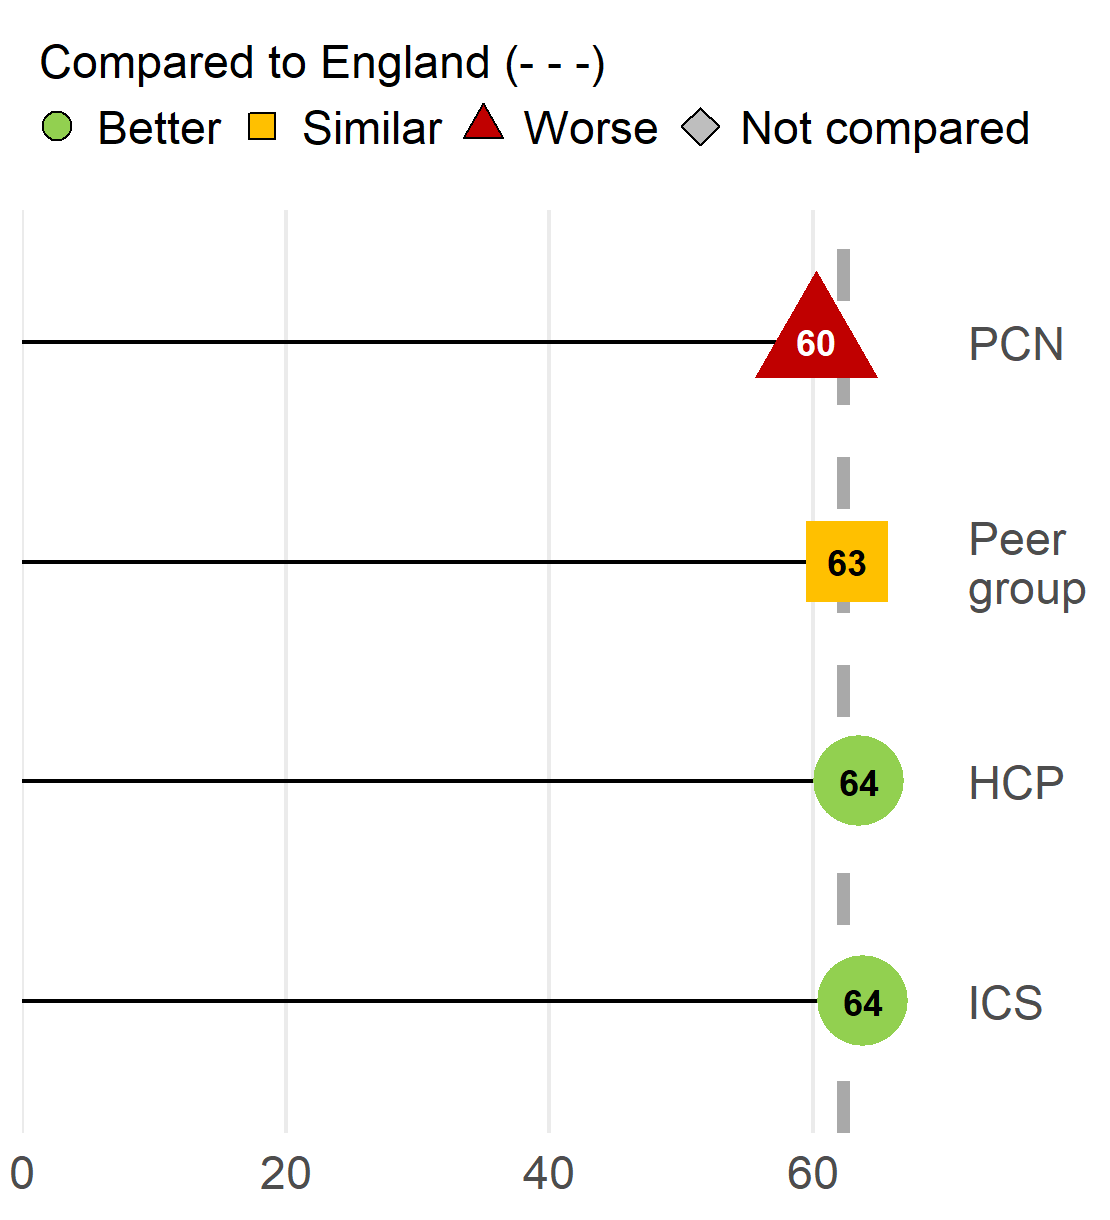 Compared to England (- - -)
Better Similar Worse Not compared
60 PCN
Peer
63
group
64 HCP
64 ICS
0 20 40 60